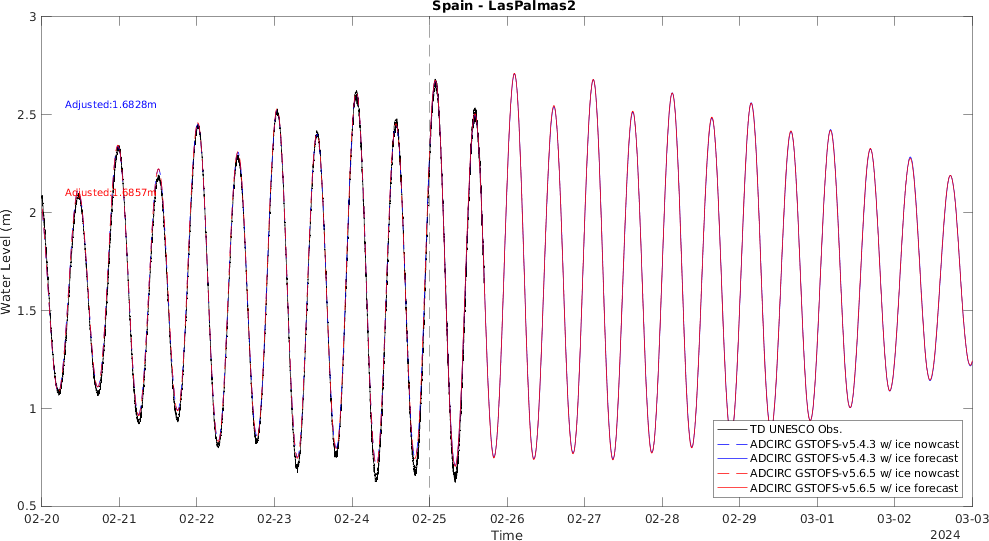 Spain - LasPalmas2
3
2.5
2
1.5
1
0.5
Water Level (m)
Adjusted:1.6828m
Adjusted:1.6857m
TD UNESCO Obs.
ADCIRC GSTOFS-v5.4.3 w/ ice nowcast
ADCIRC GSTOFS-v5.4.3 w/ ice forecast
ADCIRC GSTOFS-v5.6.5 w/ ice nowcast
ADCIRC GSTOFS-v5.6.5 w/ ice forecast
02-20 02-21 02-22 02-23 02-24 02-25 02-26 02-27 02-28 02-29 03-01 03-02 03-03
Time
2024